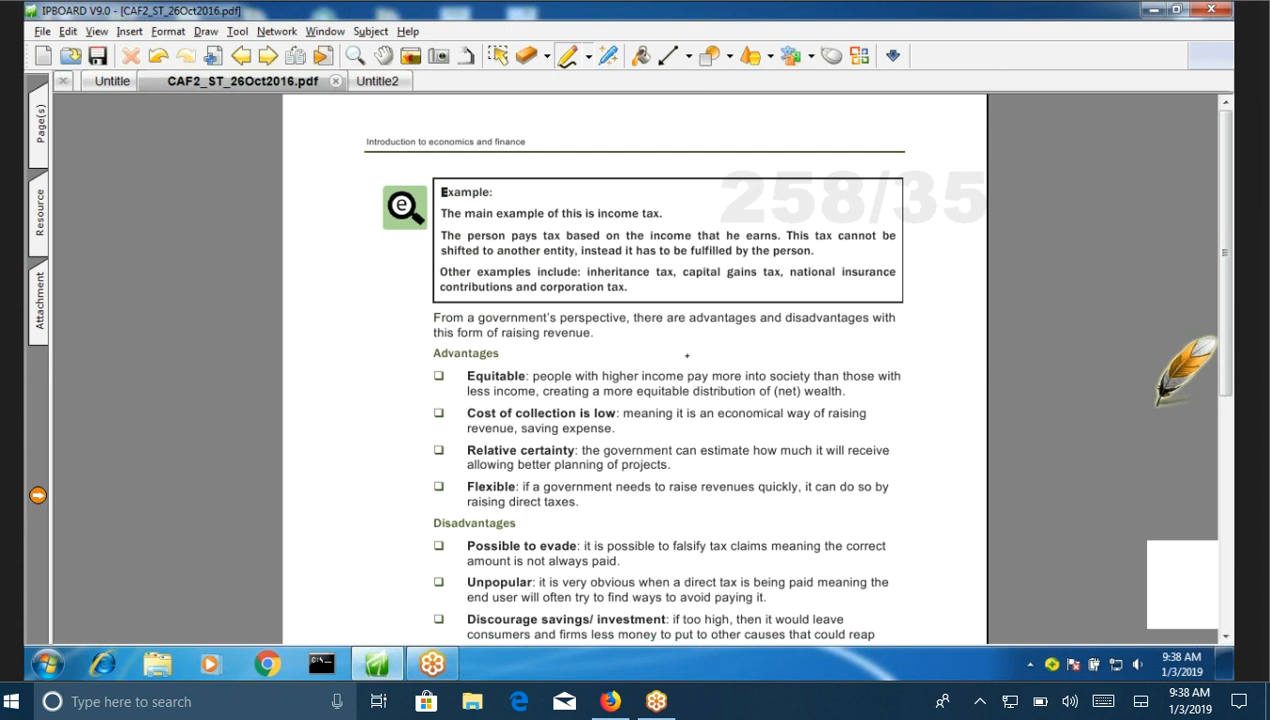 IPBOARD V9.0 - [CAF2_ST_26Oct2016.pdf]
File Edit View Insert Format Draw Tool Network Window Subject Help
Untitle CAF2_ST_26Oct2016.pdf Untitle2
Page(s)
Resource
Attachment
Introduction to economics and finance
258/35
Example:
The main example of this is income tax.
The person pays tax based on the income that he earns. This tax cannot be
shifted to another entity, instead it has to be fulfilled by the person.
Other examples include: inheritance tax, capital gains tax, national insurance
contributions and corporation tax.
From a government's perspective, there are advantages and disadvantages with
this form of raising revenue.
Advantages
❑ Equitable: people with higher income pay more into society than those with
less income, creating a more equitable distribution of (net) wealth.
❑ Cost of collection is low: meaning it is an economical way of raising
revenue, saving expense.
❑ Relative certainty: the government can estimate how much it will receive
allowing better planning of projects.
❑ Flexible: if a government needs to raise revenues quickly, it can do so by
raising direct taxes.
Disadvantages
❑ Possible to evade: it is possible to falsify tax claims meaning the correct
amount is not always paid.
❑ Unpopular: it is very obvious when a direct tax is being paid meaning the
end user will often try to find ways to avoid paying it.
❑ Discourage savings/ investment: if too high, then it would leave
consumers and firms less money to put to other causes that could reap
9:38 AM
1/3/2019
Type here to search
9:38 AM
1/3/2019